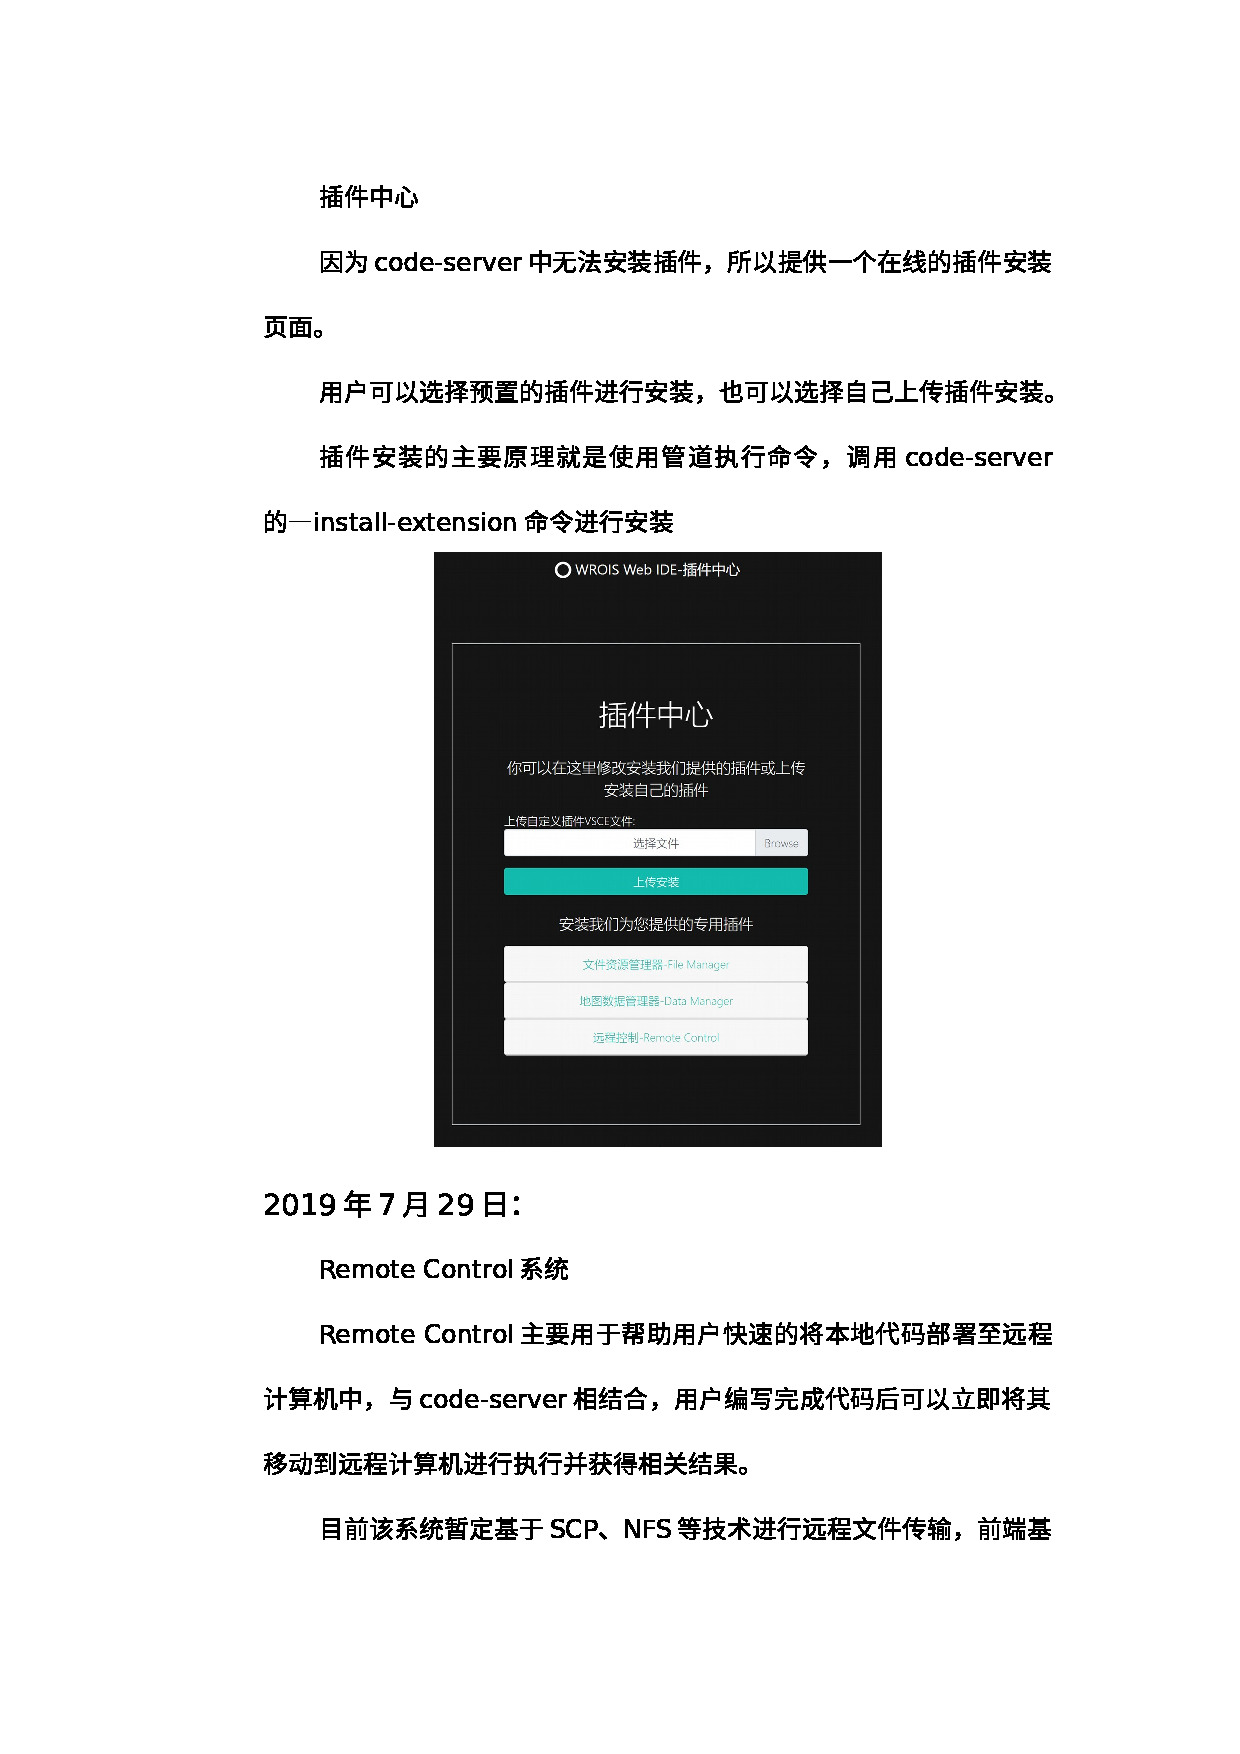 插件中心
因为 code-server 中无法安装插件，所以提供一个在线的插件安装
页面。
用户可以选择预置的插件进行安装，也可以选择自己上传插件安装。
插件安装的主要原理就是使用管道执行命令，调用 code-server
的—install-extension 命令进行安装
WROIS Web IDE-插件中心
插件中心
你可以在这里修改安装我们提供的插件或上传
安装自己的插件
上传自定义插件VSCE文件:
选择文件 Browse
上传安装
安装我们为您提供的专用插件
文件资源管理器-File Manager
地图数据管理器-Data Manager
远程控制-Remote Control
2019 年 7 月 29 日：
Remote Control 系统
Remote Control 主要用于帮助用户快速的将本地代码部署至远程
计算机中，与 code-server 相结合，用户编写完成代码后可以立即将其
移动到远程计算机进行执行并获得相关结果。
目前该系统暂定基于 SCP、NFS 等技术进行远程文件传输，前端基